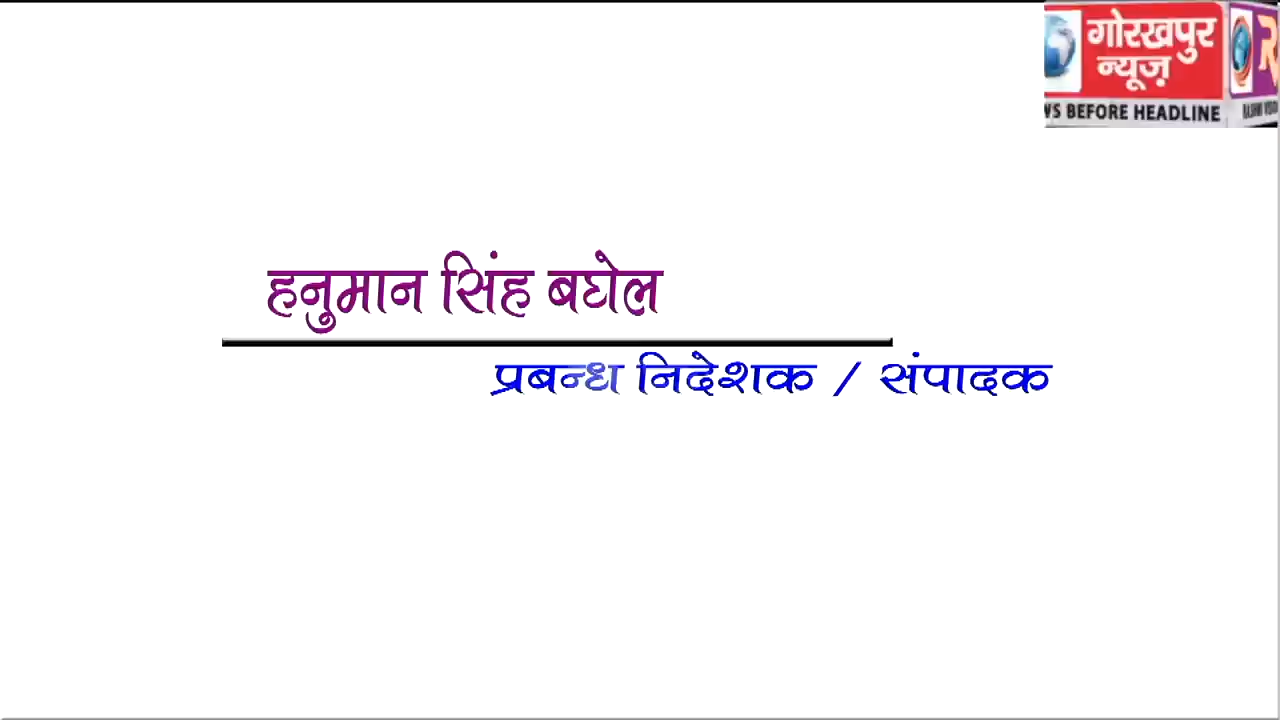 गोरखपुर
न्यूज़
WS BEFORE HEADLINE
हनुमान सिंह बघेल
प्रबन्ध निदेशक / संपादक